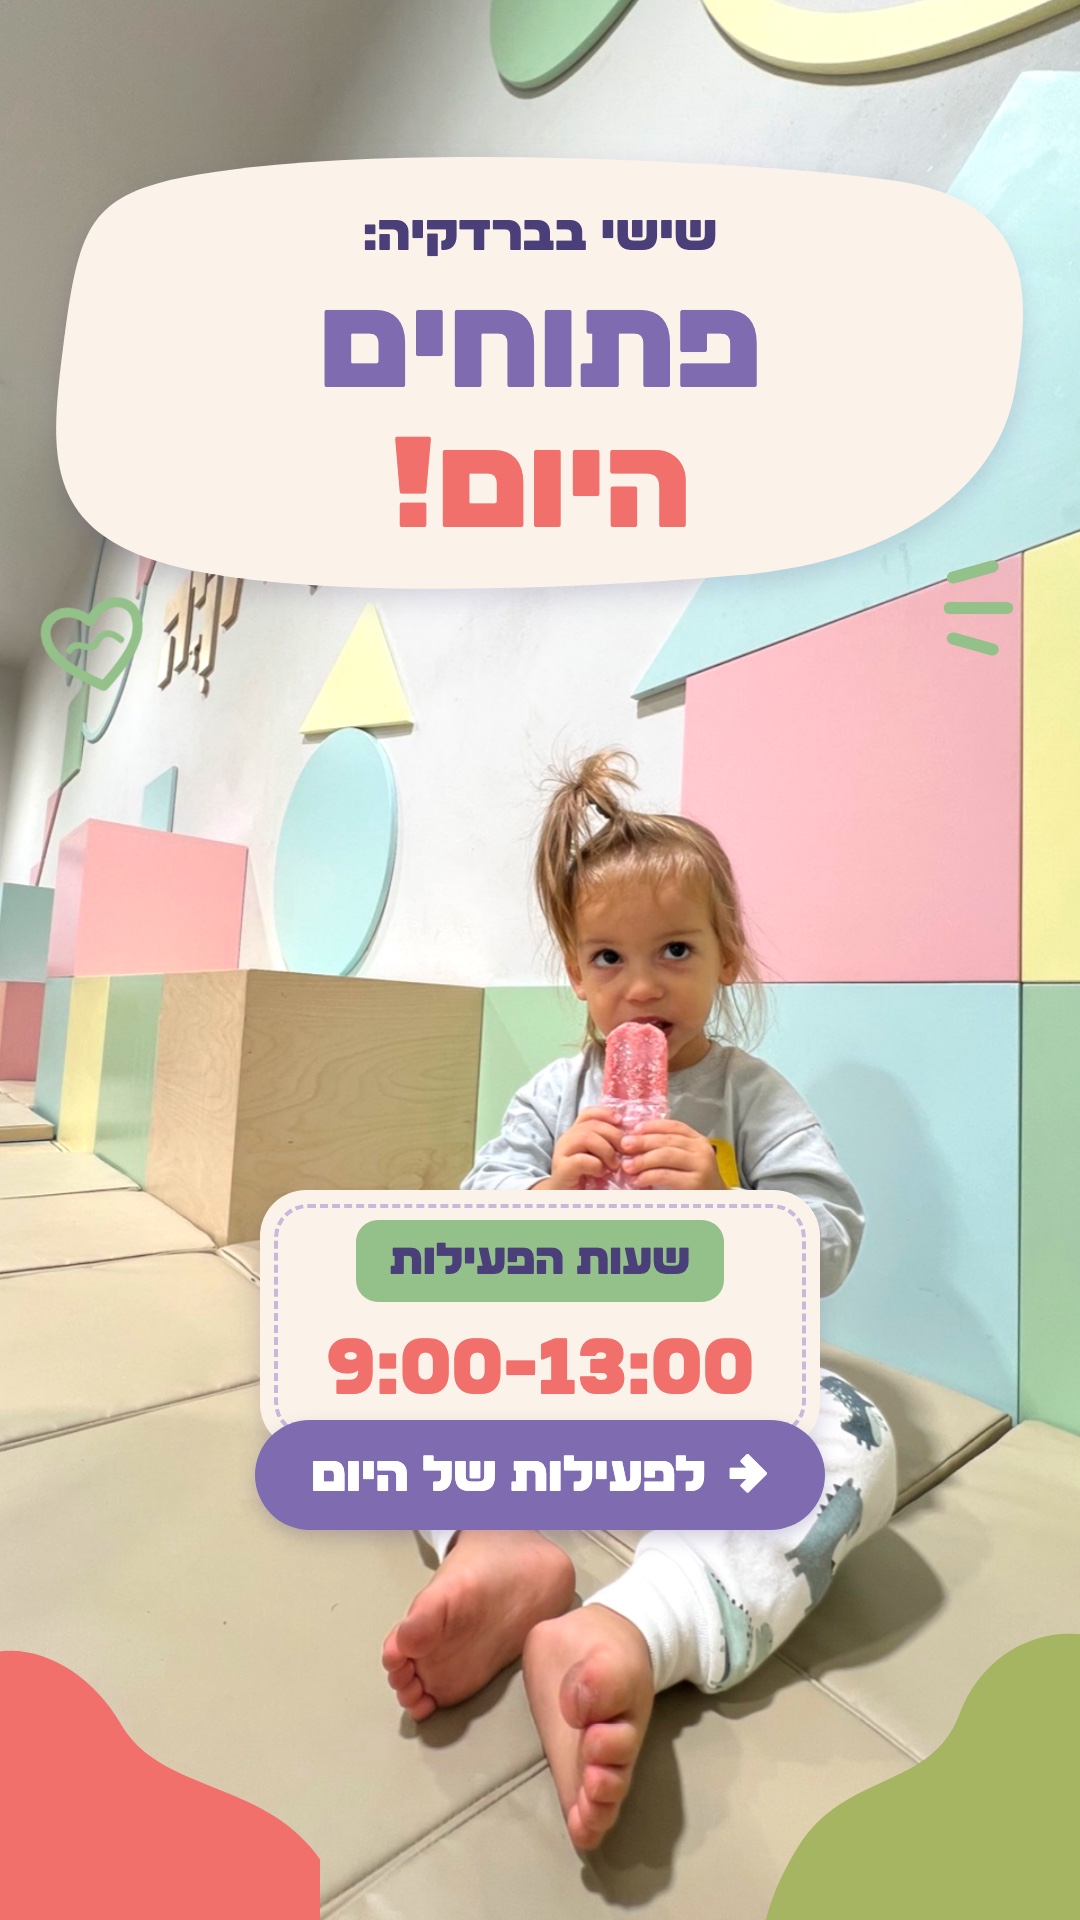 שישי בברדקיה:
פתוחים
היום!
שעות הפעילות
9:00-13:00
→ לפעילות של היום